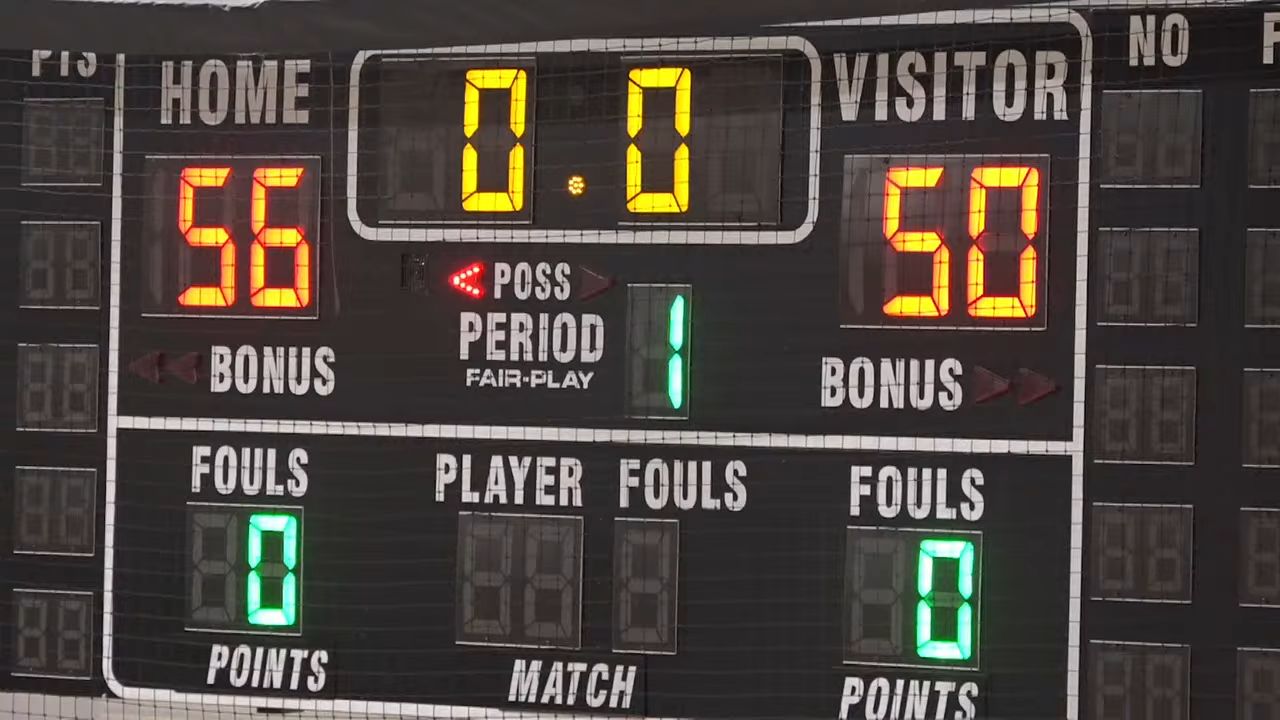 PTS
HOME
0.0
VISITOR
NO
56
50
POSS
PERIOD
1
FAIR-PLAY
BONUS
BONUS
FOULS
PLAYER FOULS
FOULS
0
0
POINTS
MATCH
POINTS